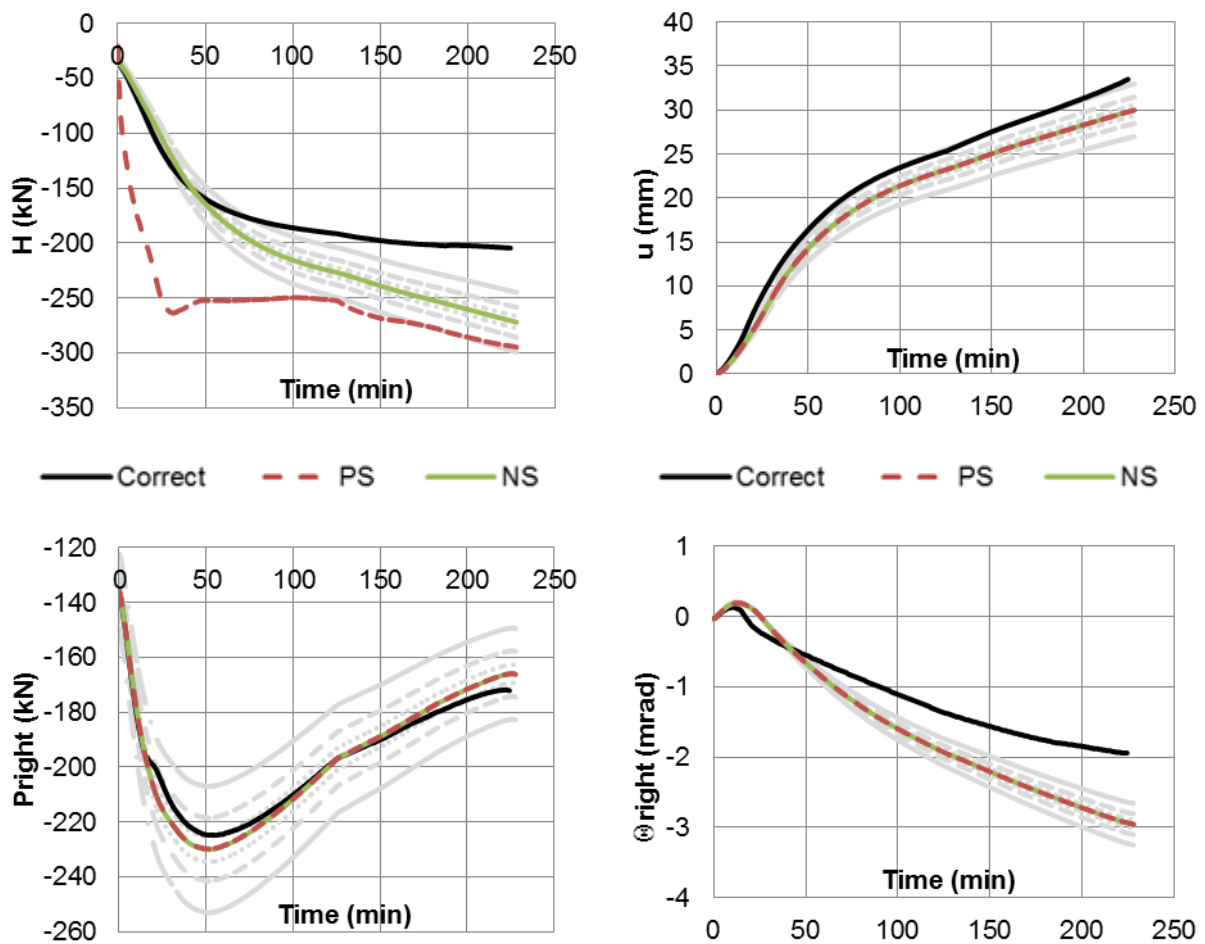 0
-50
-100
-150
-200
-250
-300
-350
0 50 100 150 200 250
H (kN)
Time (min)
40
35
30
25
20
15
10
5
0
0 50 100 150 200 250
u (mm)
Time (min)
Correct PS NS
Correct PS NS
-120
-140
-160
-180
-200
-220
-240
-260
0 50 100 150 200 250
Pright (kN)
Time (min)
1
0
-1
-2
-3
-4
0 50 100 150 200 250
Θright (mrad)
Time (min)